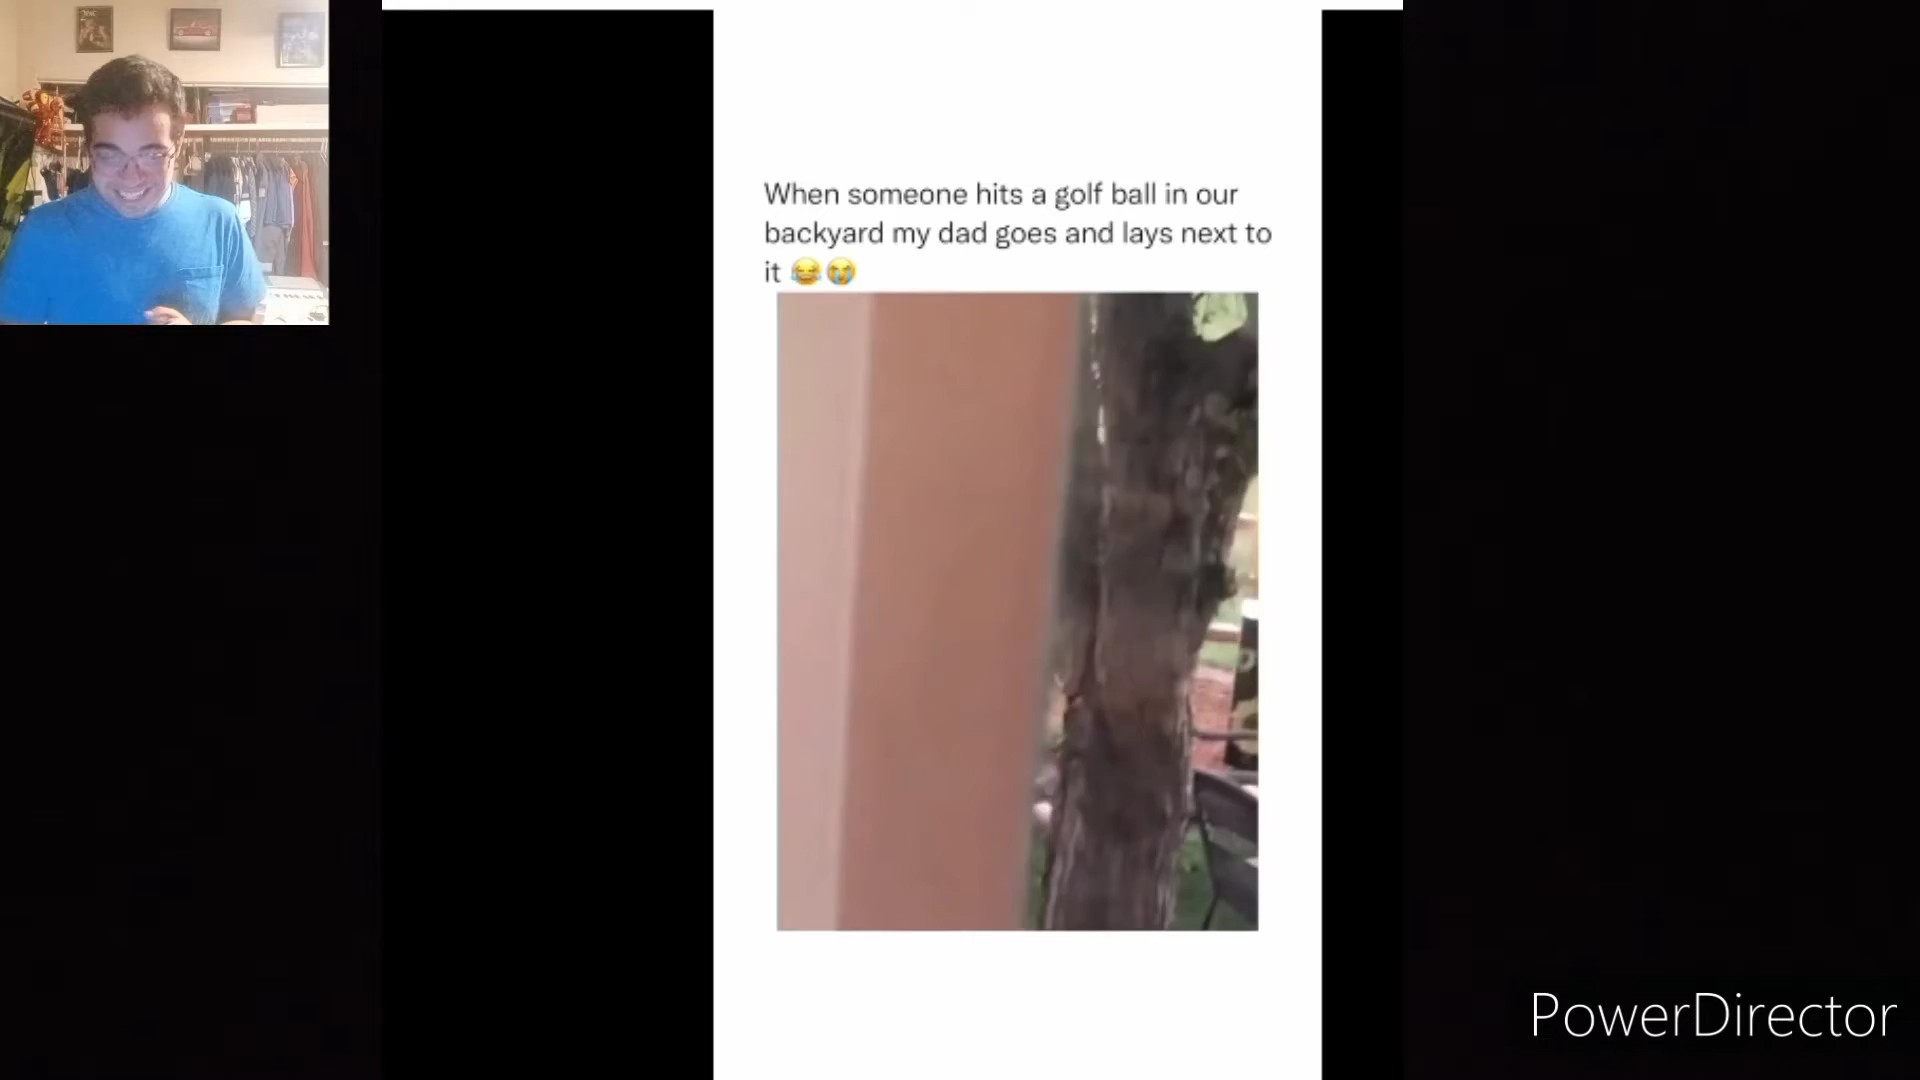 When someone hits a golf ball in our
backyard my dad goes and lays next to
it 😂😭
PowerDirector